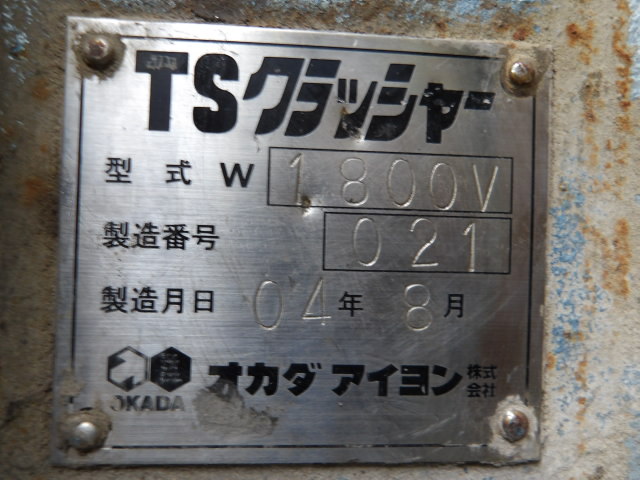 TSクラッシャー
型式 W 1800V
製造番号 021
製造月日 04年 8月
OKADA オカダ アイヨン 株式会社